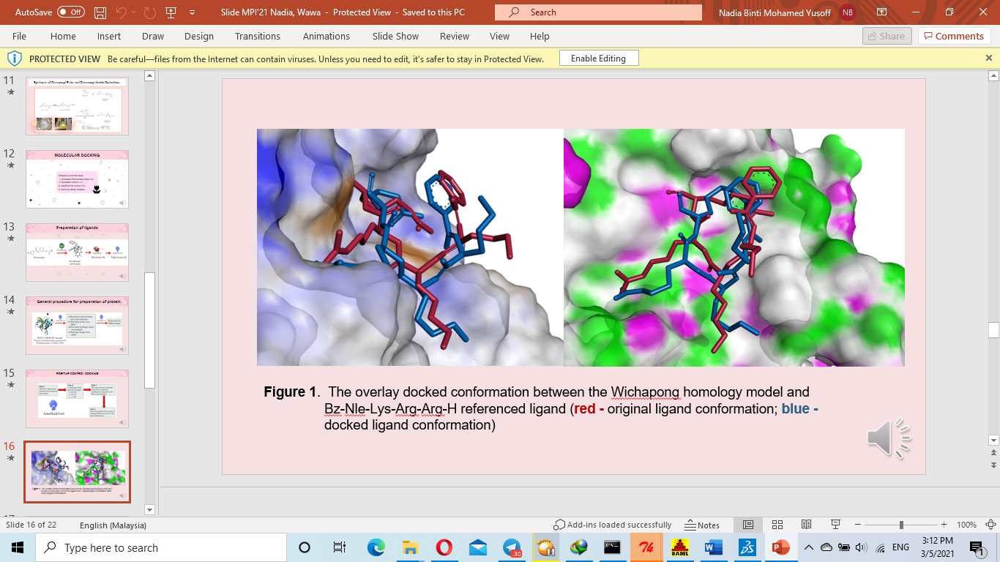 AutoSave Off
Slide MPI'21 Nadia, Wawa - Protected View - Saved to this PC
Search
Nadia Binti Mohamed Yusoff
NB
File Home Insert Draw Design Transitions Animations Slide Show Review View Help
Share
Comments
PROTECTED VIEW Be careful—files from the Internet can contain viruses. Unless you need to edit, it's safer to stay in Protected View.
Enable Editing
11
12
MOLECULAR DOCKING
13
Preparation of ligands
14
General procedure for preparation of protein
15
POSITIVE CONTROL DOCKING
AutoDockTool
16
Figure 1. The overlay docked conformation between the Wichapong homology model and
Bz-Nle-Lys-Arg-Arg-H referenced ligand (red - original ligand conformation; blue -
docked ligand conformation)
Slide 16 of 22
English (Malaysia)
Add-ins loaded successfully
Notes
100%
Type here to search
.30
BABEL
ENG
3:12 PM
3/5/2021
1